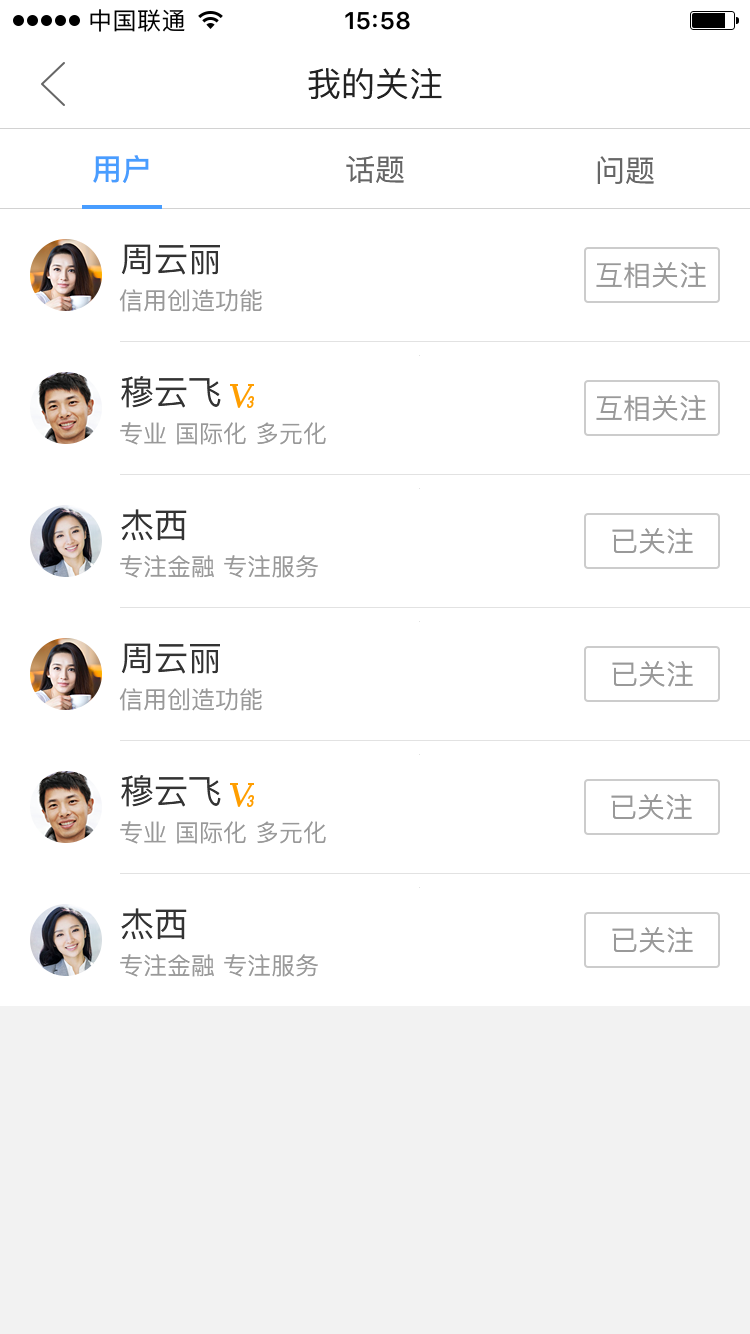 中国联通 15:58
我的关注
用户 话题 问题
周云丽
信用创造功能
互相关注
穆云飞 V3
专业 国际化 多元化
互相关注
杰西
专注金融 专注服务
已关注
周云丽
信用创造功能
已关注
穆云飞 V3
专业 国际化 多元化
已关注
杰西
专注金融 专注服务
已关注